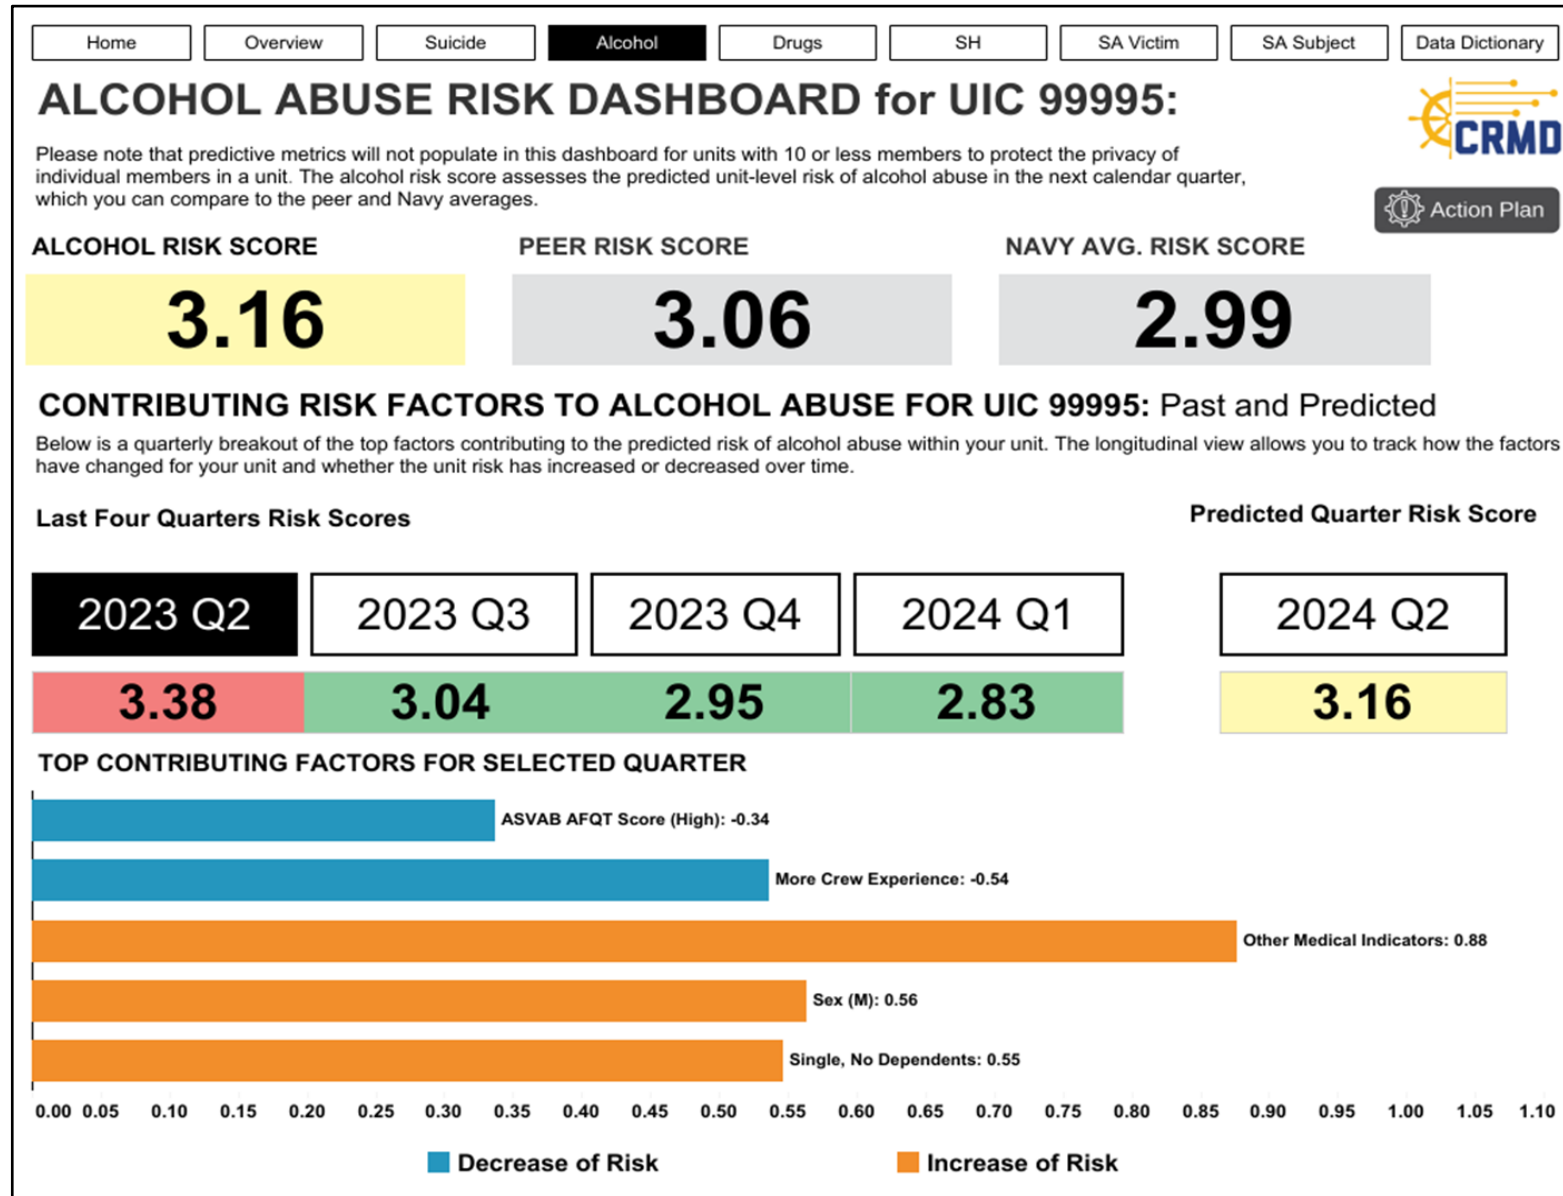 Home Overview Suicide Alcohol Drugs SH SA Victim SA Subject Data Dictionary
ALCOHOL ABUSE RISK DASHBOARD for UIC 99995:
CRMD
Please note that predictive metrics will not populate in this dashboard for units with 10 or less members to protect the privacy of
individual members in a unit. The alcohol risk score assesses the predicted unit-level risk of alcohol abuse in the next calendar quarter,
which you can compare to the peer and Navy averages.
Action Plan
ALCOHOL RISK SCORE PEER RISK SCORE NAVY AVG. RISK SCORE
3.16 3.06 2.99
CONTRIBUTING RISK FACTORS TO ALCOHOL ABUSE FOR UIC 99995: Past and Predicted
Below is a quarterly breakout of the top factors contributing to the predicted risk of alcohol abuse within your unit. The longitudinal view allows you to track how the factors
have changed for your unit and whether the unit risk has increased or decreased over time.
Last Four Quarters Risk Scores Predicted Quarter Risk Score
2023 Q2 2023 Q3 2023 Q4 2024 Q1 2024 Q2
3.38 3.04 2.95 2.83 3.16
TOP CONTRIBUTING FACTORS FOR SELECTED QUARTER
ASVAB AFQT Score (High): -0.34
More Crew Experience: -0.54
Other Medical Indicators: 0.88
Sex (M): 0.56
Single, No Dependents: 0.55
0.00 0.05 0.10 0.15 0.20 0.25 0.30 0.35 0.40 0.45 0.50 0.55 0.60 0.65 0.70 0.75 0.80 0.85 0.90 0.95 1.00 1.05 1.10
Decrease of Risk Increase of Risk